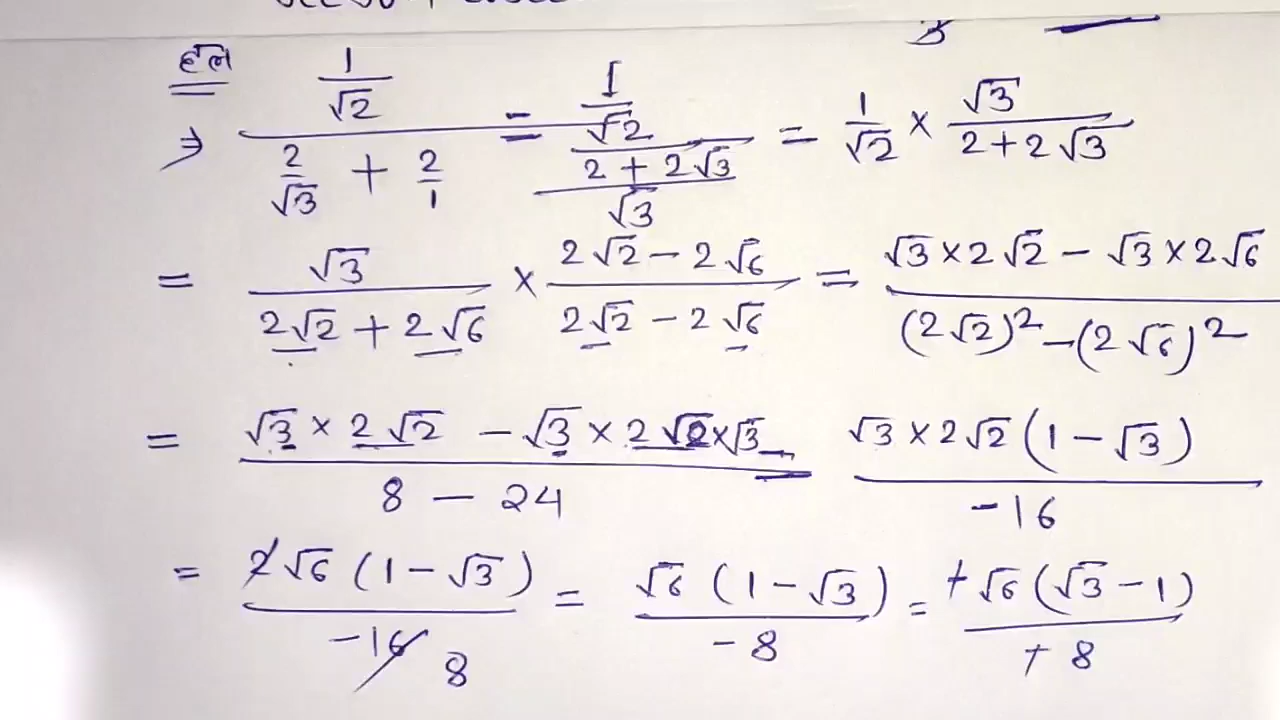 हल
⇒ (1/√2)/(2/√3 + 2/1) = (1/√2)/((2 + 2√3)/√3) = 1/√2 × √3/(2+2√3)
= √3/(2√2 + 2√6) × (2√2 − 2√6)/(2√2 − 2√6) = (√3×2√2 − √3×2√6)/((2√2)² − (2√6)²)
= (√3 × 2√2 − √3 × 2√2×√3)/(8 − 24) (√3×2√2(1−√3))/(−16)
= (2√6(1−√3))/(−16) 8 = (√6(1−√3))/(−8) = (+√6(√3−1))/(+8)